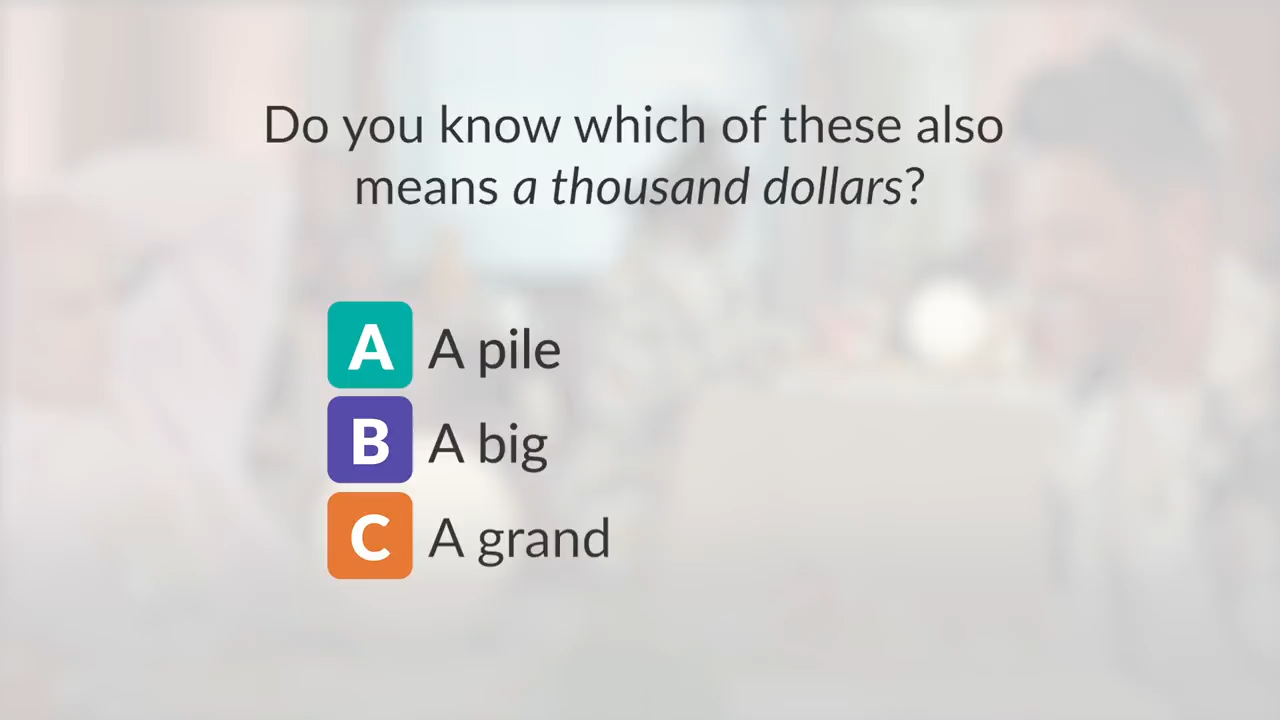 Do you know which of these also
means a thousand dollars?
A A pile
B A big
C A grand